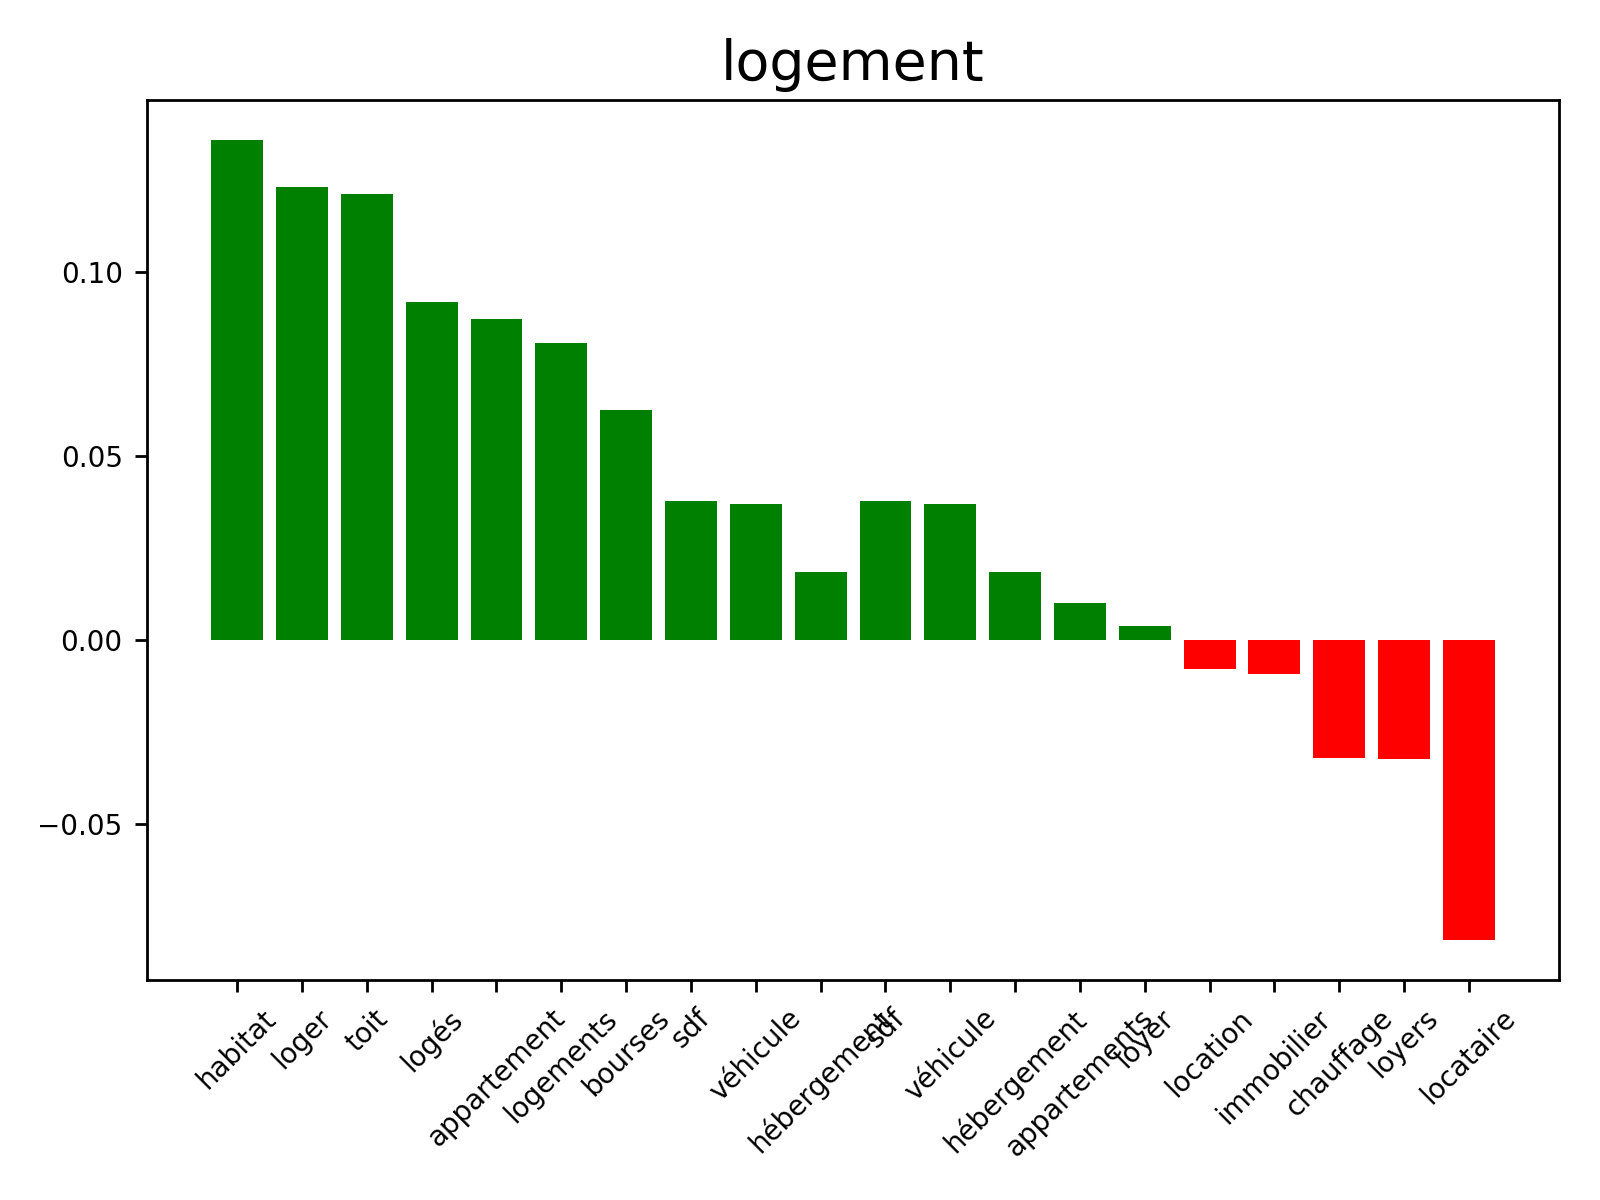 logement
0.10
0.05
0.00
−0.05
habitat
loger
toit
logés
appartement
logements
bourses
sdf
véhicule
hébergement
sdf
véhicule
hébergement
appartements
loyer
location
immobilier
chauffage
loyers
locataire